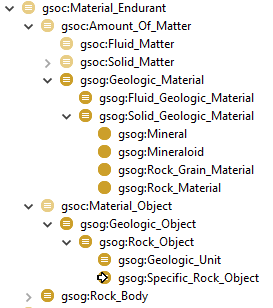 gsoc:Material_Endurant
gsoc:Amount_Of_Matter
gsoc:Fluid_Matter
gsoc:Solid_Matter
gsog:Geologic_Material
gsog:Fluid_Geologic_Material
gsog:Solid_Geologic_Material
gsog:Mineral
gsog:Mineraloid
gsog:Rock_Grain_Material
gsog:Rock_Material
gsoc:Material_Object
gsog:Geologic_Object
gsog:Rock_Object
gsog:Geologic_Unit
gsog:Specific_Rock_Object
gsog:Rock_Body